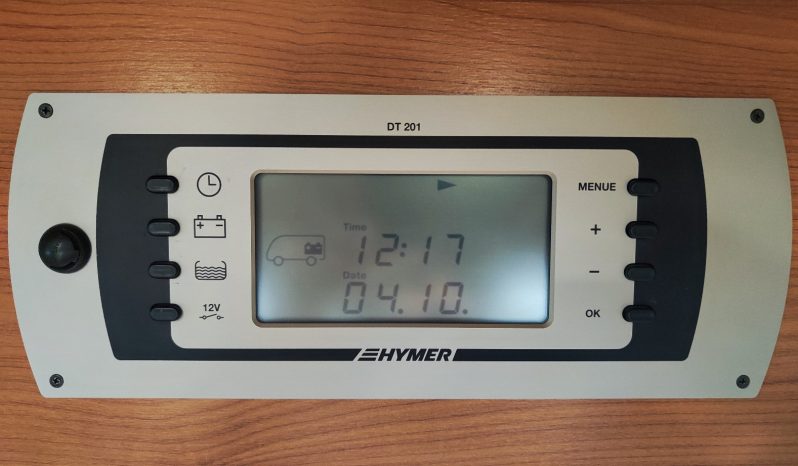 DT 201
MENUE
+ -
+
Time
12:17
-
Date
04.10.
12V
OK
HYMER